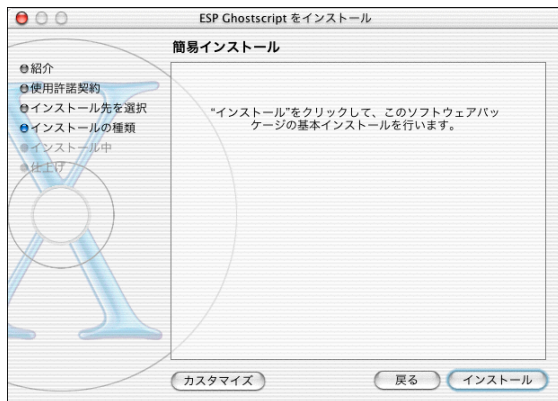 ESP Ghostscript をインストール
簡易インストール
紹介
使用許諾契約
インストール先を選択
インストールの種類
インストール中
仕上げ
"インストール"をクリックして、このソフトウェアパッ
ケージの基本インストールを行います。
カスタマイズ
戻る
インストール